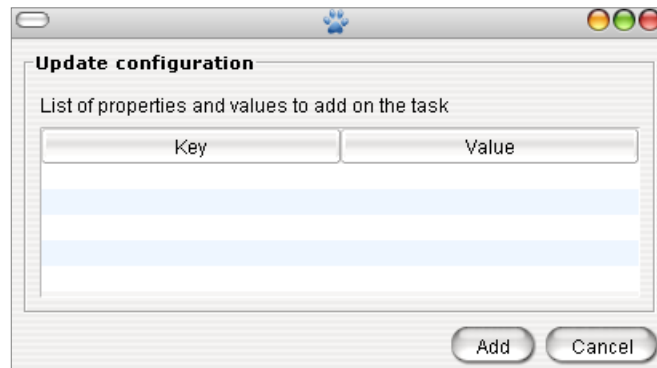 Update configuration
List of properties and values to add on the task
Key Value
Add Cancel